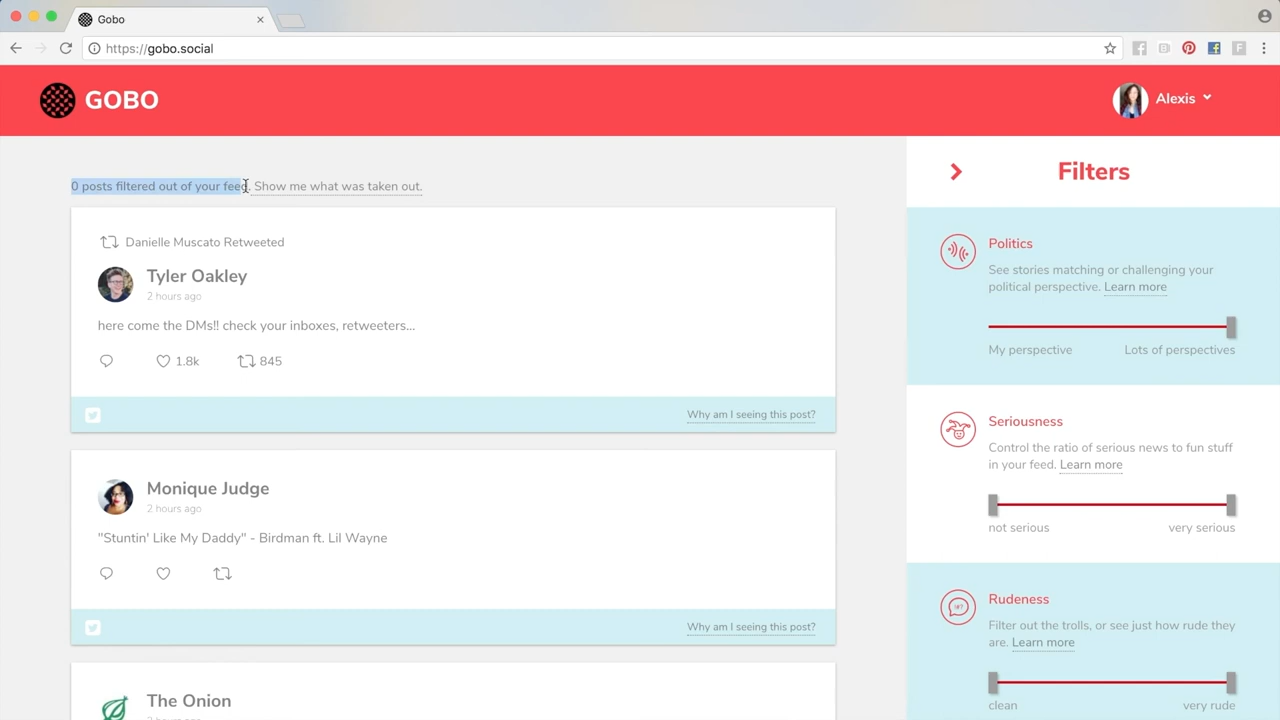 Gobo
https://gobo.social
GOBO
Alexis
0 posts filtered out of your feed. Show me what was taken out.
Danielle Muscato Retweeted
Tyler Oakley
2 hours ago
here come the DMs!! check your inboxes, retweeters...
1.8k 845
Why am I seeing this post?
Monique Judge
2 hours ago
"Stuntin' Like My Daddy" - Birdman ft. Lil Wayne
Why am I seeing this post?
The Onion
2 hours ago
Filters
Politics
See stories matching or challenging your
political perspective. Learn more
My perspective Lots of perspectives
Seriousness
Control the ratio of serious news to fun stuff
in your feed. Learn more
not serious very serious
Rudeness
Filter out the trolls, or see just how rude they
are. Learn more
clean very rude